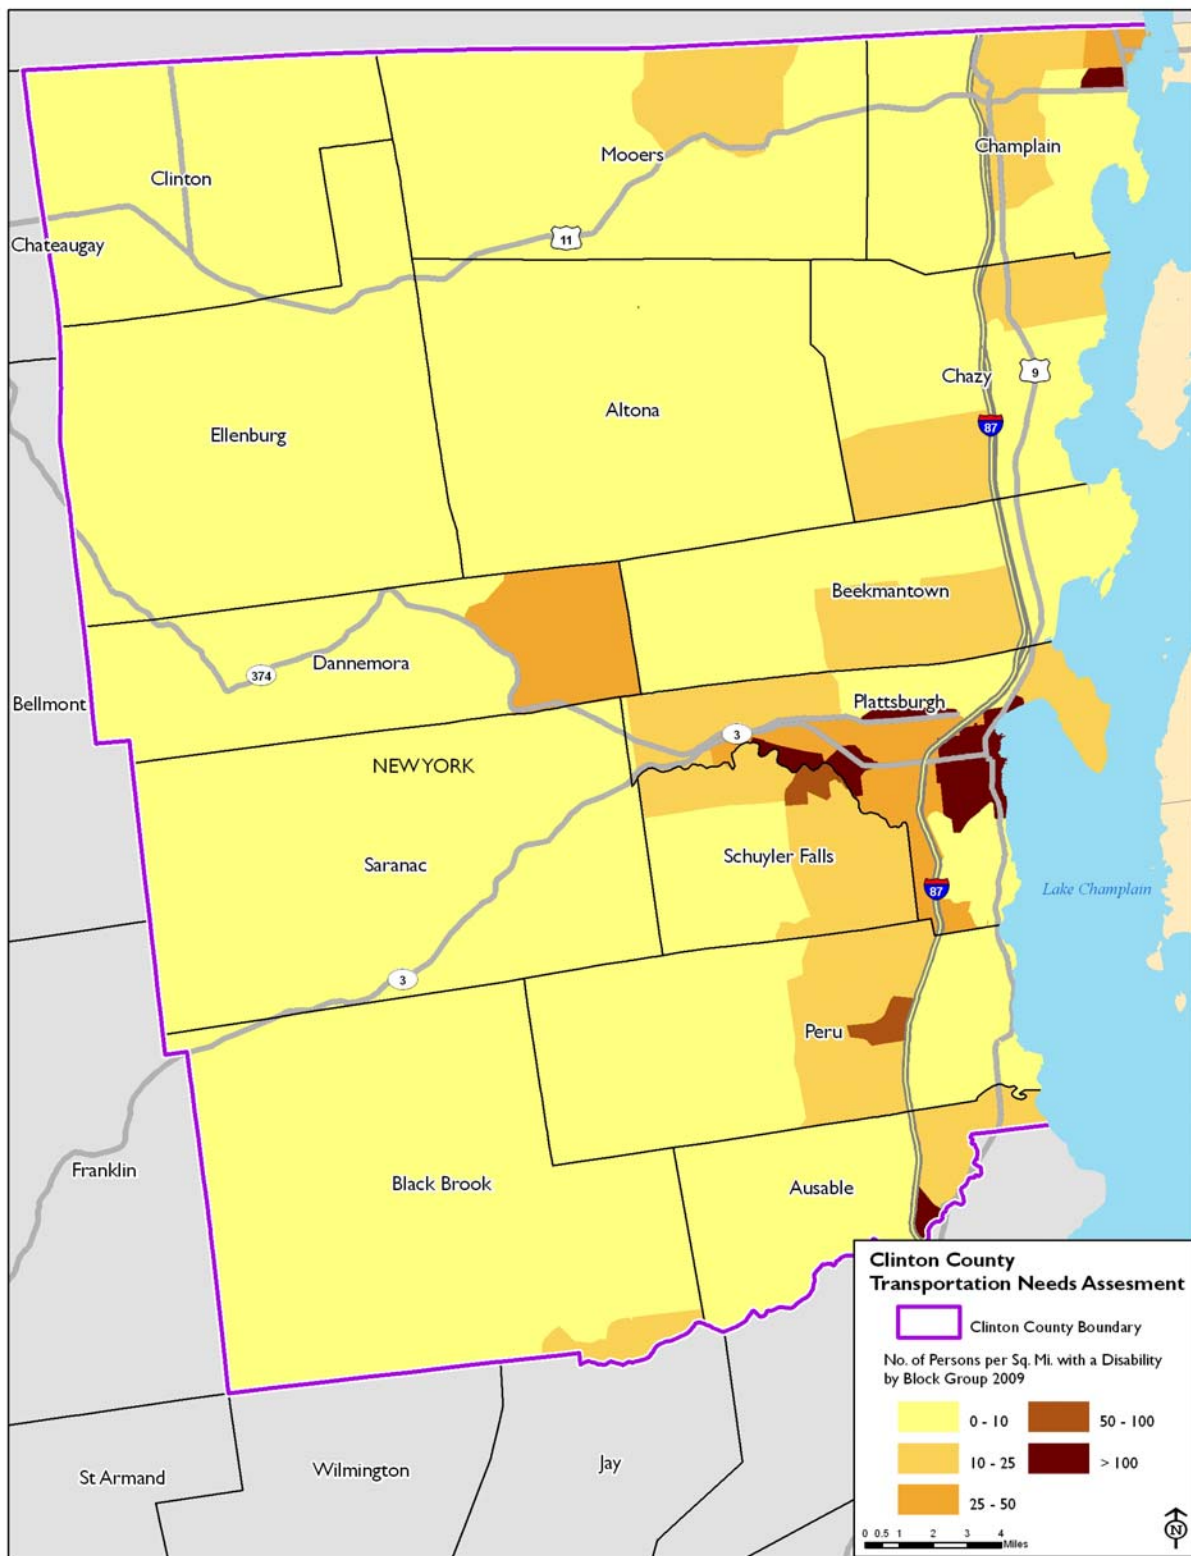 Clinton
Mooers
Champlain
11
Chateaugay
9
Chazy
Altona
87
Ellenburg
Beekmantown
Dannemora
374
Bellmont
Plattsburgh
3
NEW YORK
Schuyler Falls
Saranac
87
Lake Champlain
3
Peru
Franklin
Black Brook
Ausable
St Armand
Wilmington
Jay
Clinton County
Transportation Needs Assesment
Clinton County Boundary
No. of Persons per Sq. Mi. with a Disability
by Block Group 2009
0 - 10
50 - 100
10 - 25
> 100
25 - 50
0 0.5 1 2 3 4
Miles
N